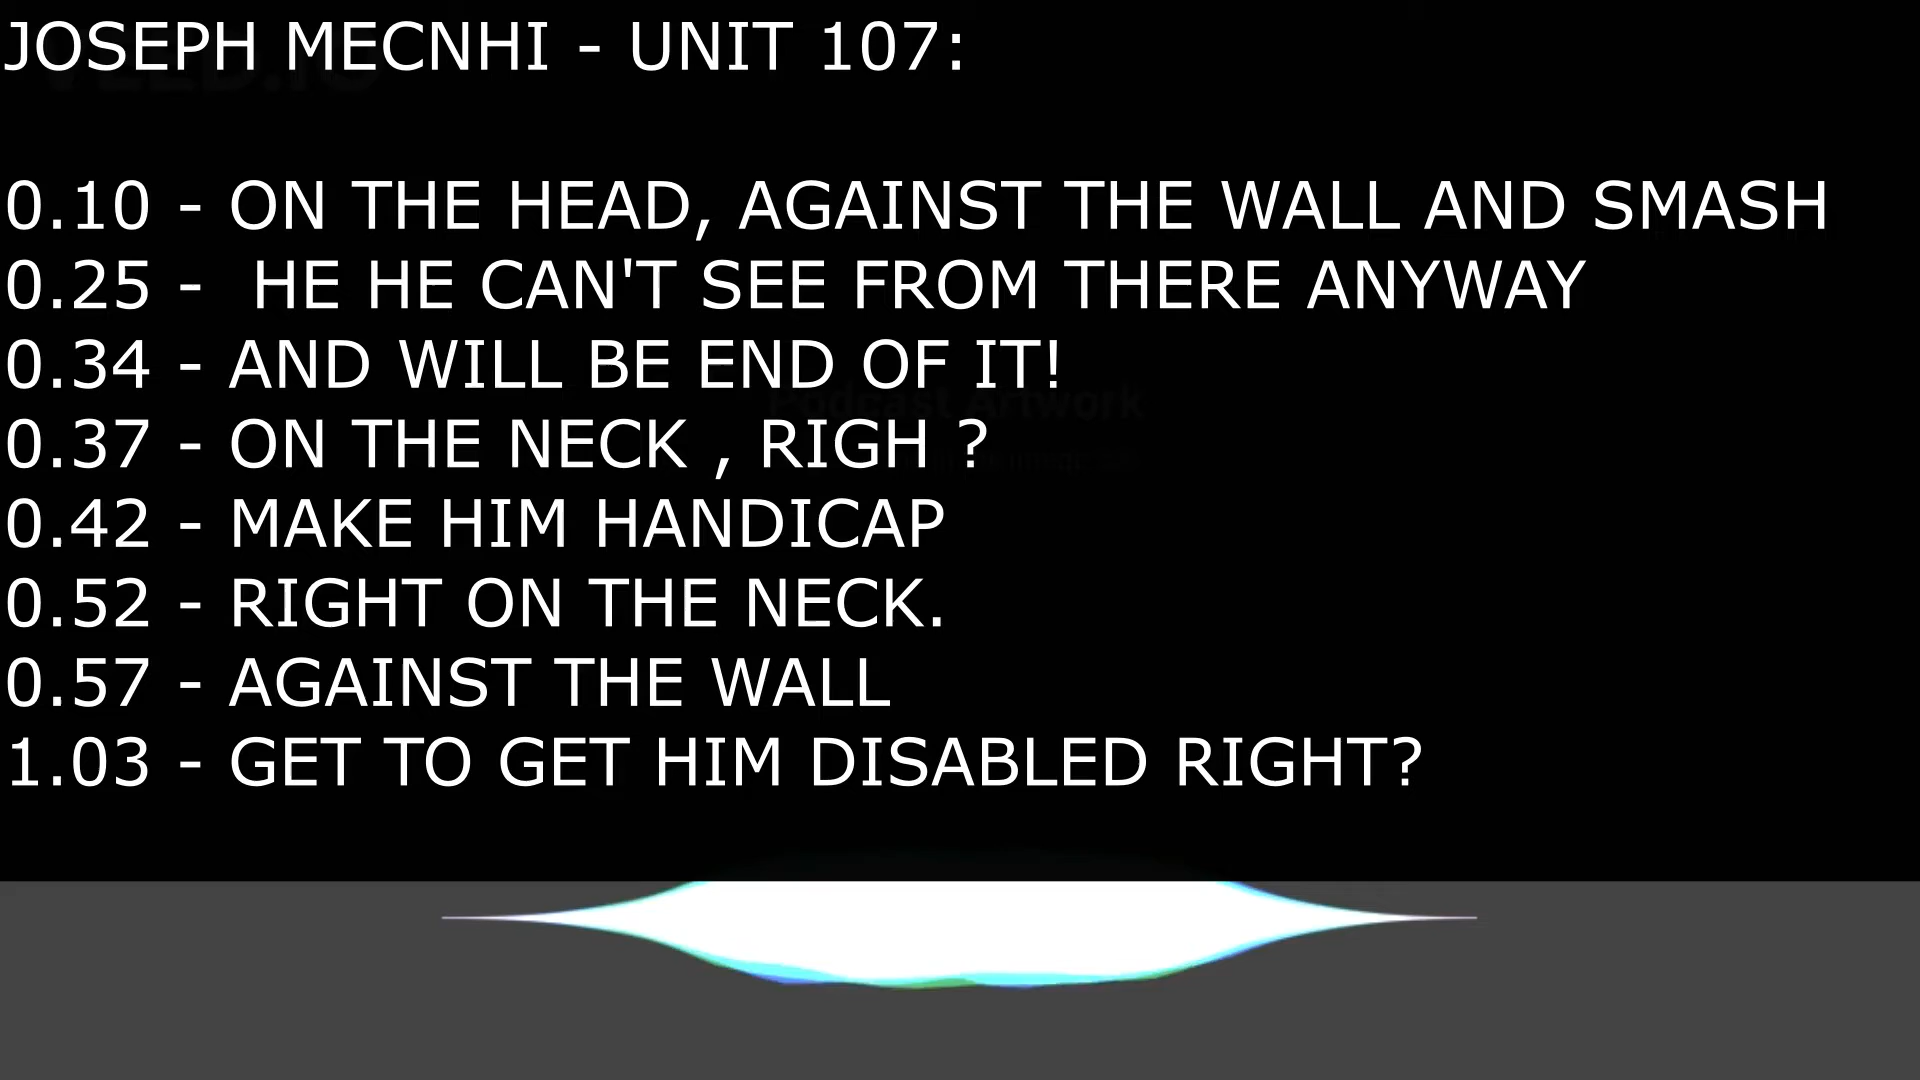 JOSEPH MECNHI - UNIT 107:
0.10 - ON THE HEAD, AGAINST THE WALL AND SMASH
0.25 -  HE HE CAN'T SEE FROM THERE ANYWAY
0.34 - AND WILL BE END OF IT!
0.37 - ON THE NECK , RIGH ?
0.42 - MAKE HIM HANDICAP
0.52 - RIGHT ON THE NECK.
0.57 - AGAINST THE WALL
1.03 - GET TO GET HIM DISABLED RIGHT?
Podcast Artwork